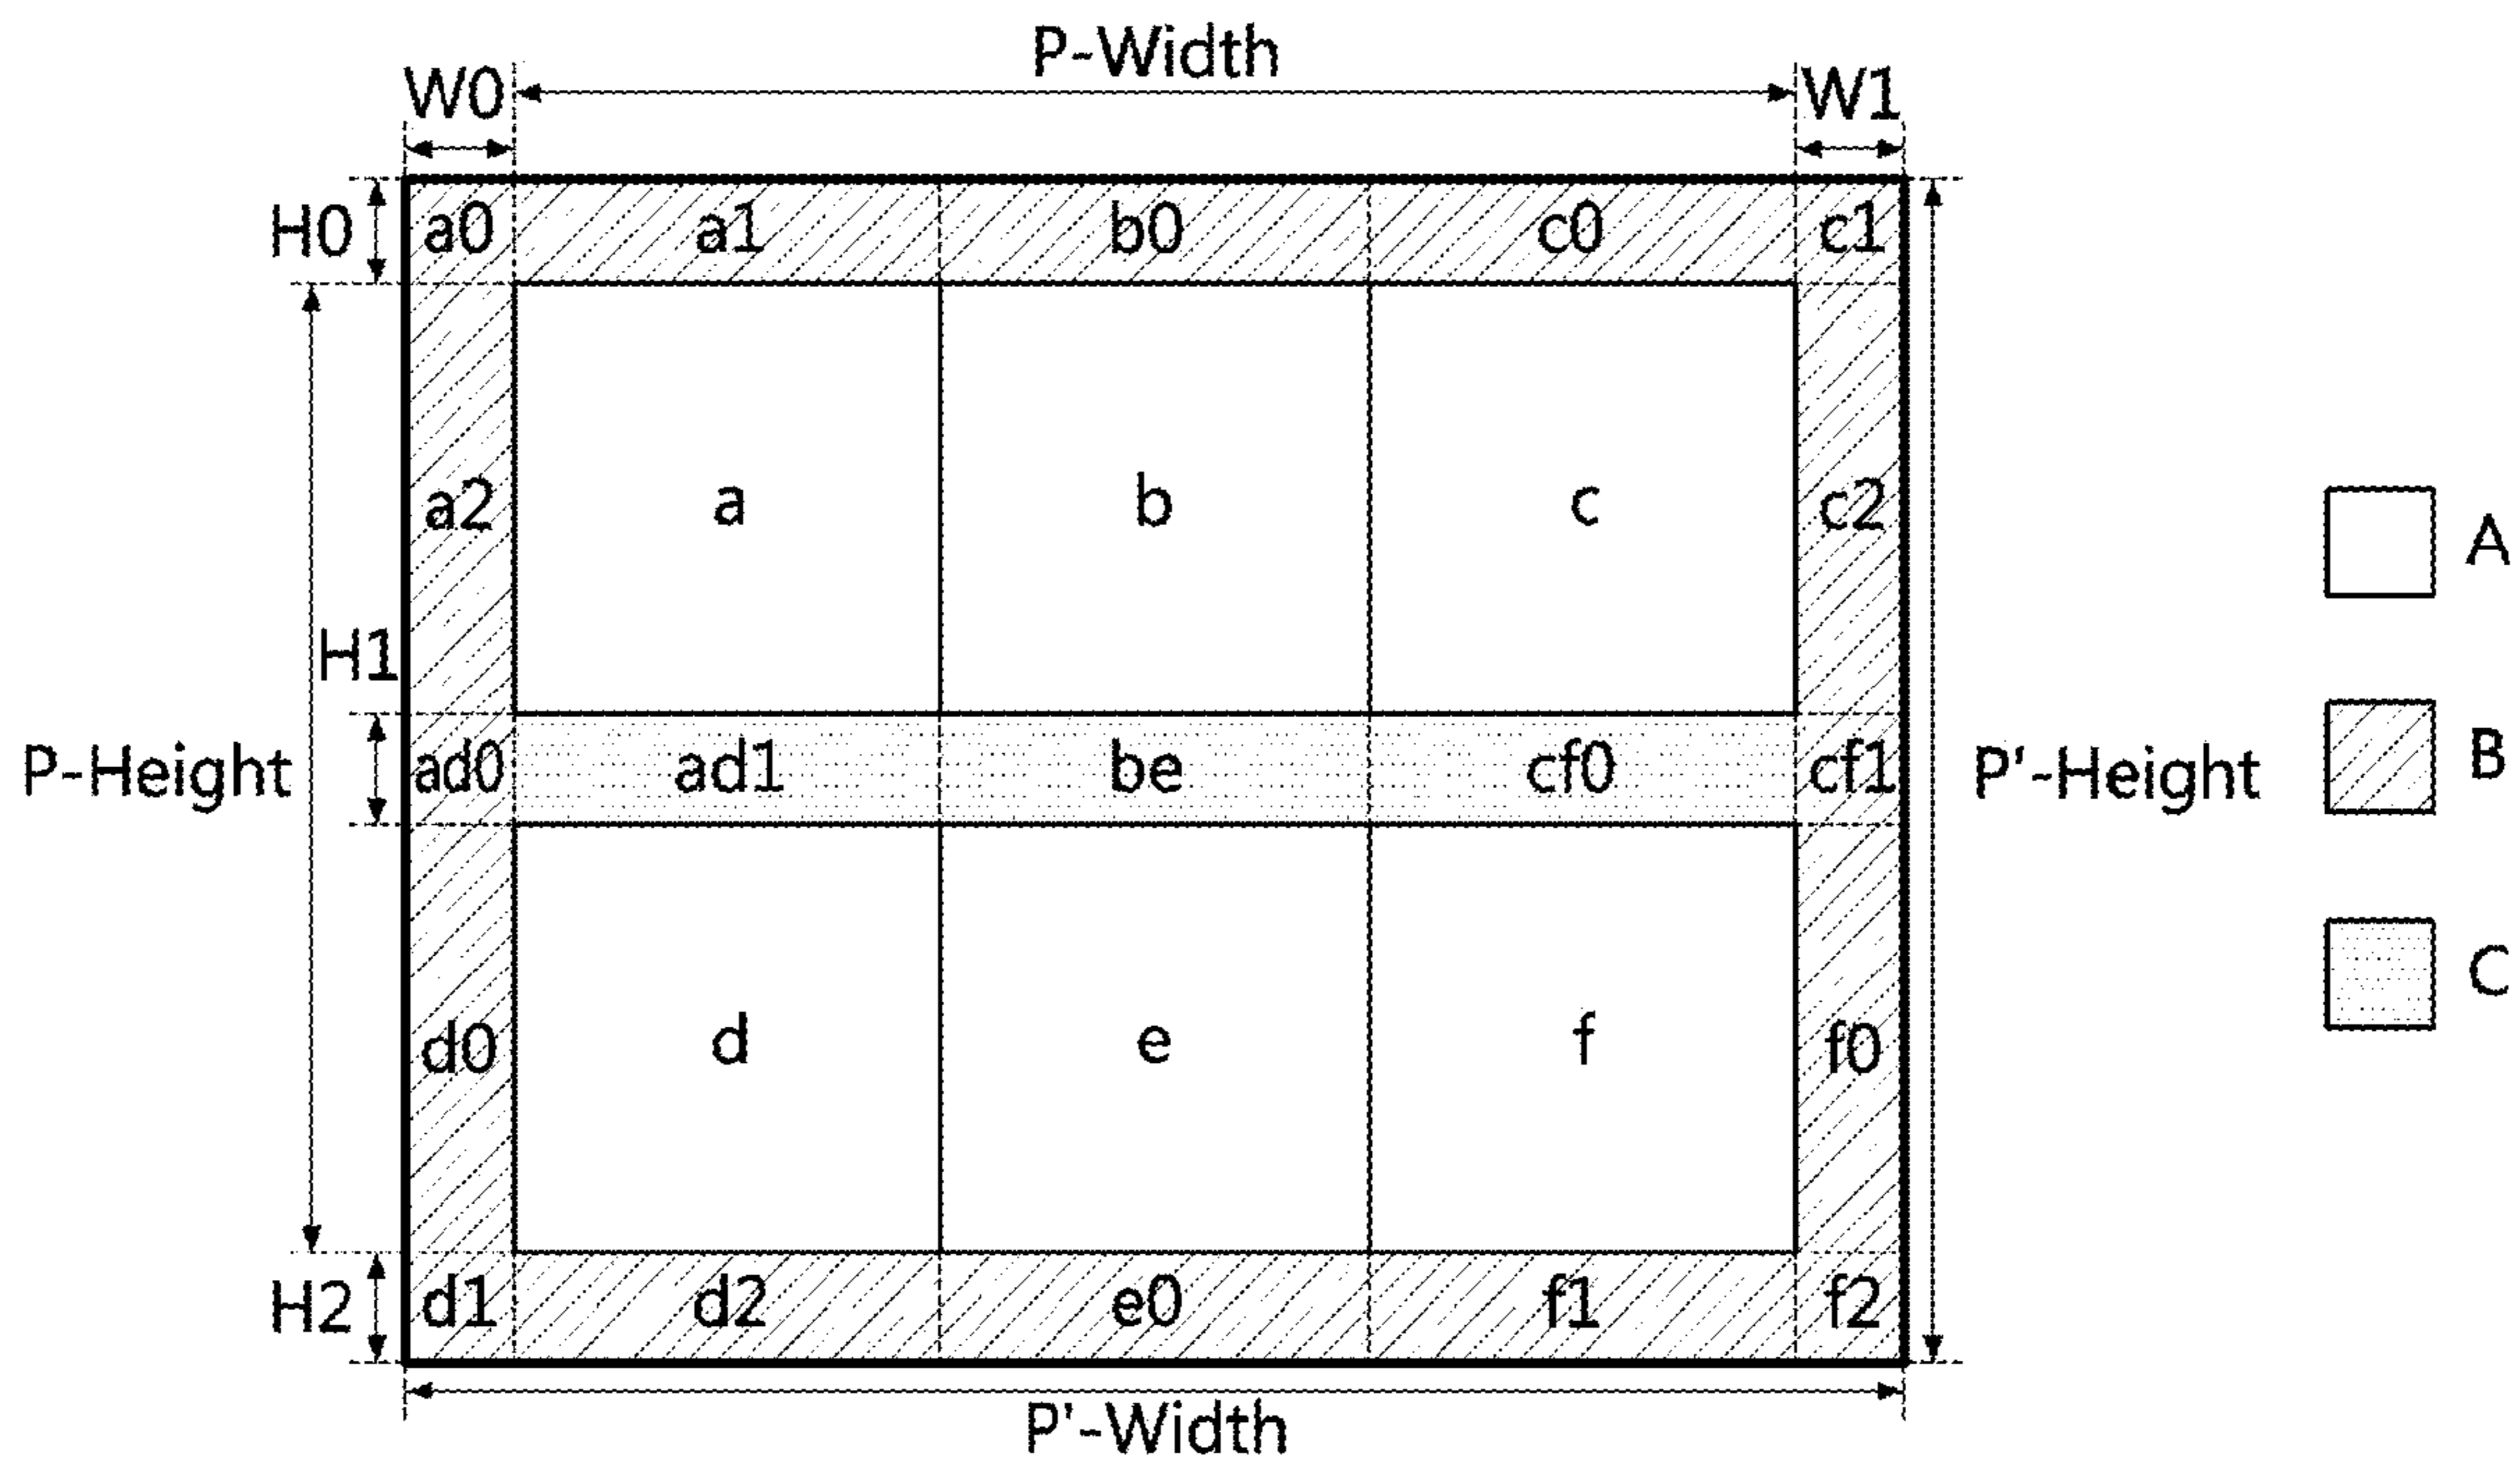 P-Width
W0 W1
H0 a0 a1 b0 c0 c1
a2 a b c c2
A
H1
P-Height ad0 ad1 be cf0 cf1 P'-Height
B
C
d0 d e f f0
H2 d1 d2 e0 f1 f2
P'-Width